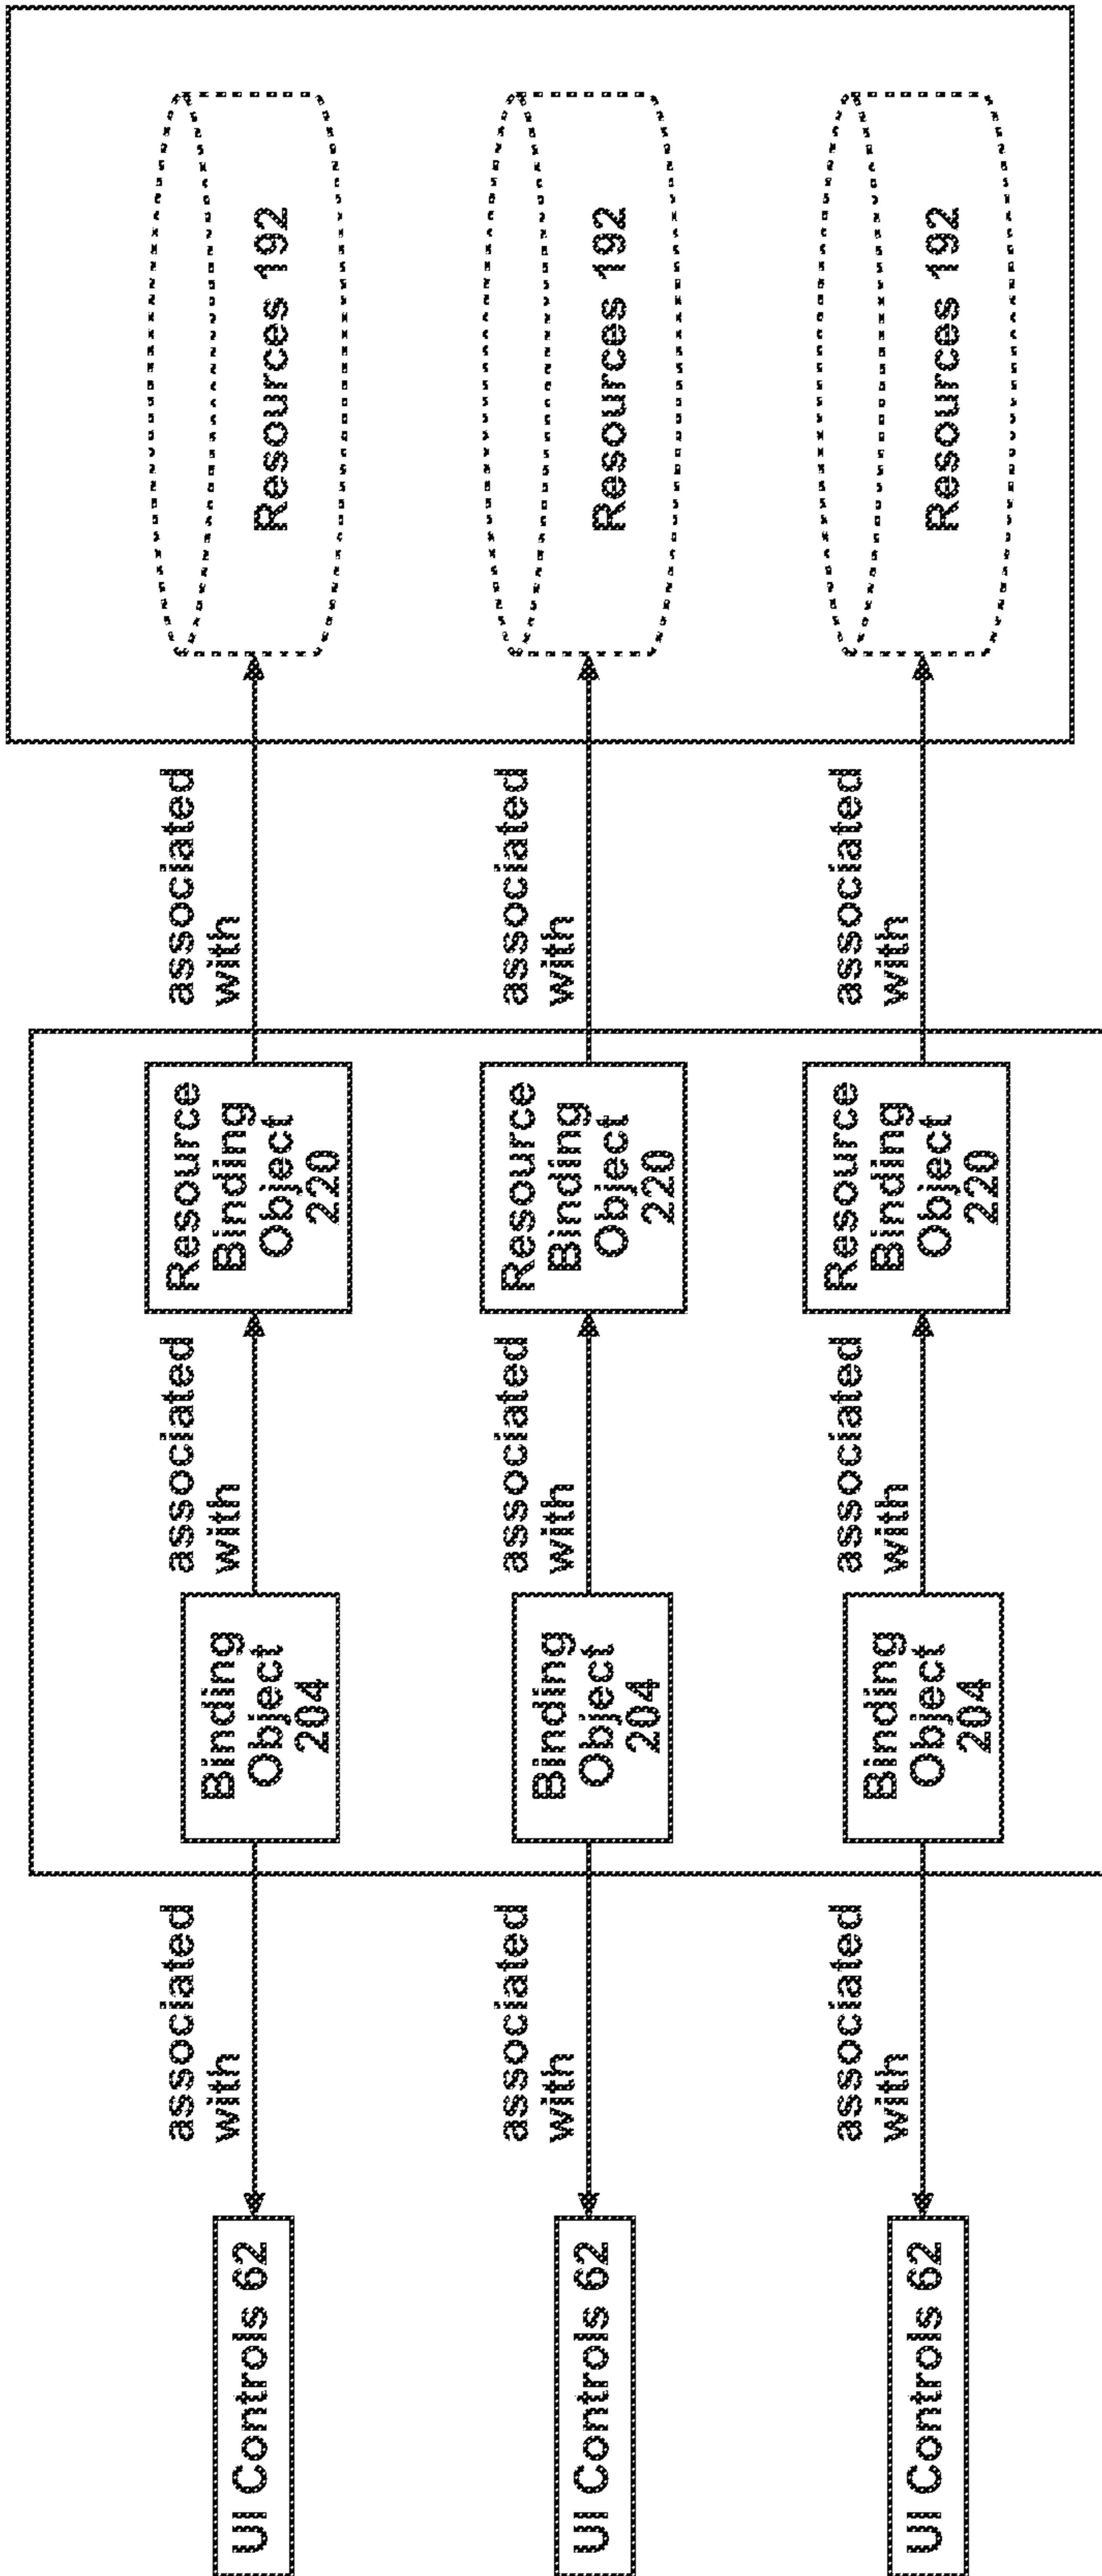 UI Controls 62
associated
with
Binding
Object
204
associated
with
Resource
Binding
Object
220
associated
with
Resources 192
UI Controls 62
associated
with
Binding
Object
204
associated
with
Resource
Binding
Object
220
associated
with
Resources 192
UI Controls 62
associated
with
Binding
Object
204
associated
with
Resource
Binding
Object
220
associated
with
Resources 192